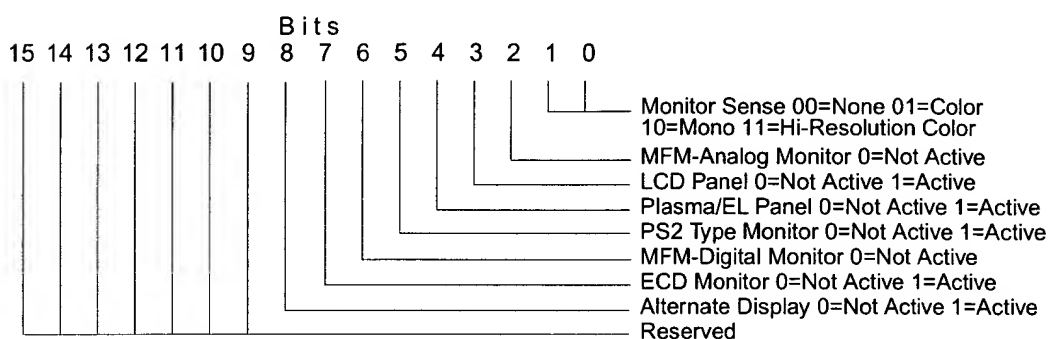 Bits
15 14 13 12 11 10 9 8 7 6 5 4 3 2 1 0
Monitor Sense 00=None 01=Color
10=Mono 11=Hi-Resolution Color
MFM-Analog Monitor 0=Not Active
LCD Panel 0=Not Active 1=Active
Plasma/EL Panel 0=Not Active 1=Active
PS2 Type Monitor 0=Not Active 1=Active
MFM-Digital Monitor 0=Not Active
ECD Monitor 0=Not Active 1=Active
Alternate Display 0=Not Active 1=Active
Reserved